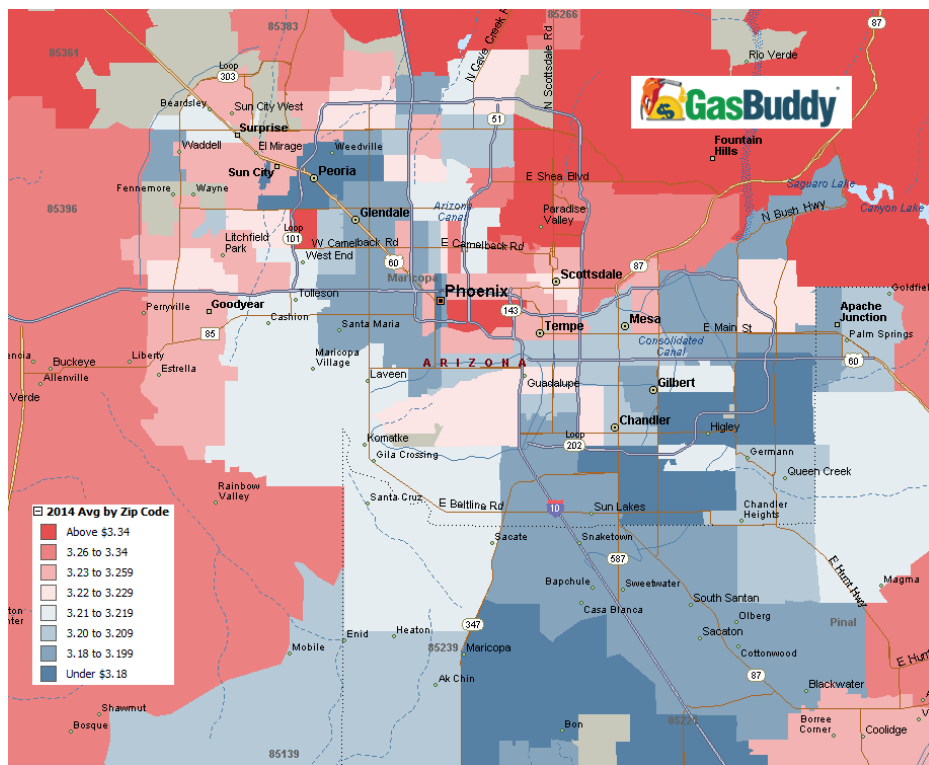 85266
87
85361
85383
N Cave Creek Rd
N Scottsdale Rd
Rio Verde
Loop
303
GasBuddy
Beardsley
Sun City West
51
Surprise
Waddell
El Mirage
Weedville
Fountain
Hills
Sun City
Peoria
E Shea Blvd
Saguaro Lake
Fennemore
Wayne
85396
Glendale
Arizona
Canal
Paradise
Valley
N Bush Hwy
Canyon Lake
Loop
101
Litchfield
Park
W Camelback Rd
E Camelback Rd
West End
60
87
Maricopa
Scottsdale
Phoenix
Tolleson
Goldfield
Perryville
Goodyear
143
Apache
Junction
Cashion
Santa Maria
Tempe
Mesa
E Main St
Palm Springs
85
Consolidated
Canal
Buckeye
Liberty
Maricopa
Village
ARIZONA
60
Allenville
Estrella
Laveen
Guadalupe
Gilbert
Verde
Chandler
Higley
Komatke
Loop
202
Gila Crossing
Germann
Queen Creek
Rainbow
Valley
Santa Cruz
E Beltline Rd
10
Sun Lakes
Chandler
Heights
2014 Avg by Zip Code
Above $3.34
3.26 to 3.34
3.23 to 3.259
3.22 to 3.229
3.21 to 3.219
3.20 to 3.209
3.18 to 3.199
Under $3.18
Sacate
Snaketown
587
E Hunt Hwy
Bapchule
Sweetwater
Magma
Casa Blanca
South Santan
347
Olberg
Pinal
Enid
Heaton
Sacaton
Mobile
85239
Maricopa
Cottonwood
E Hunt
87
Ak Chin
Blackwater
Shawmut
Bosque
Bon
85221
Borree
Corner
Coolidge
85139